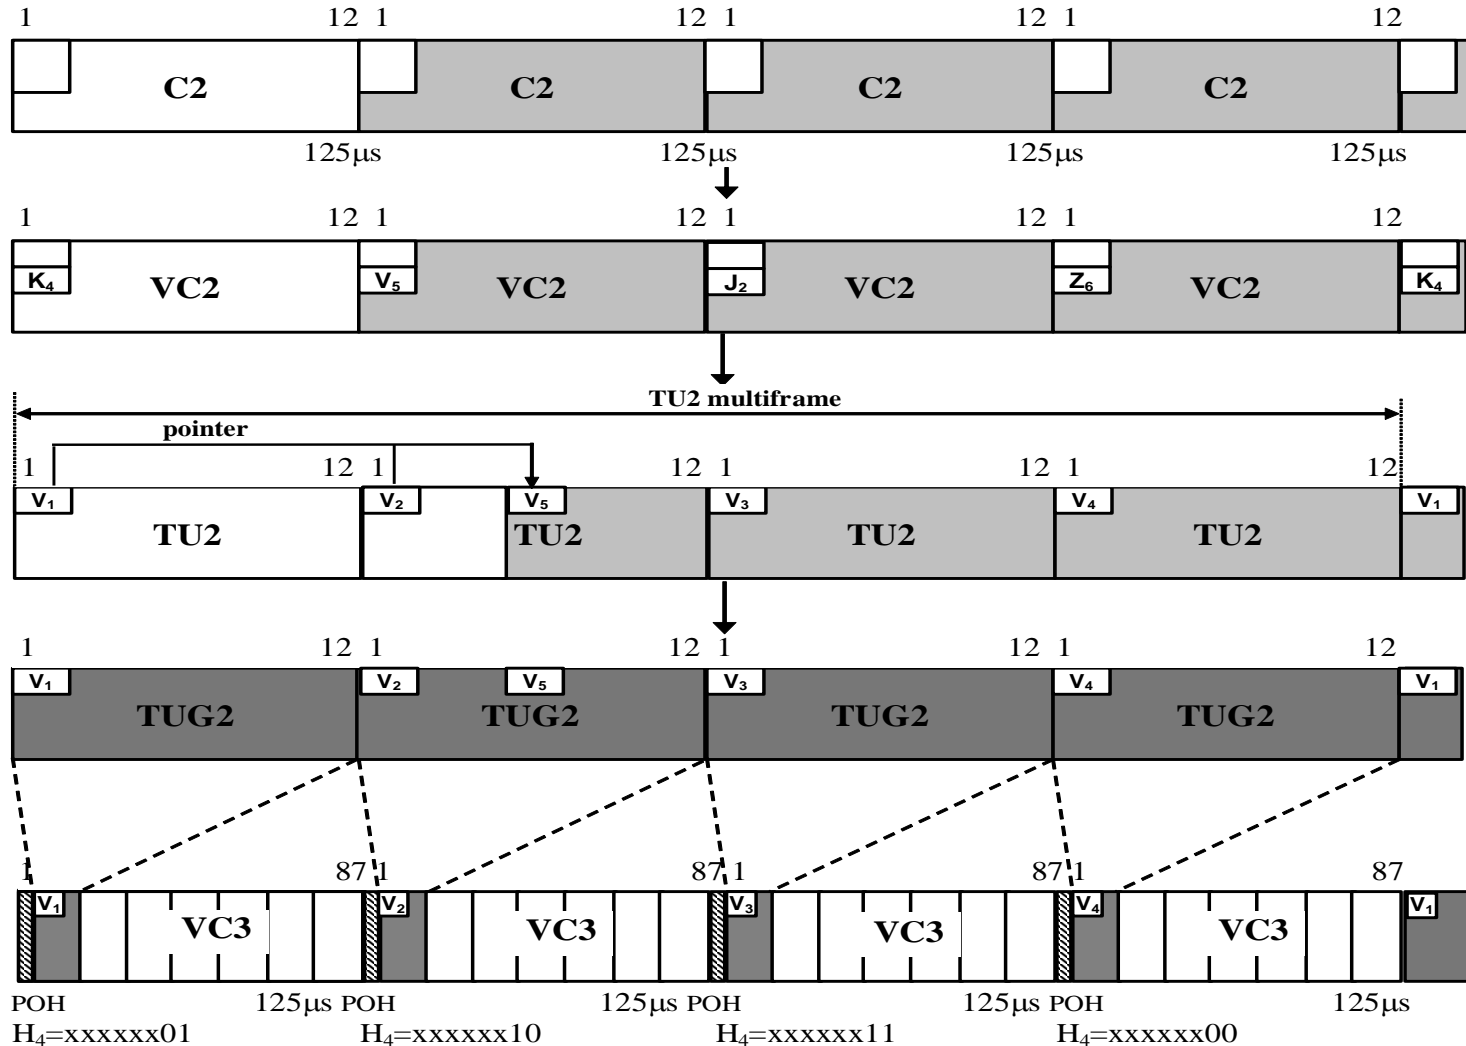 1 12 1 12 1 12 1 12
C2 C2 C2 C2
125µs 125µs 125µs 125µs
1 12 1 12 1 12 1 12
K4 V5 J2 Z6 K4
VC2 VC2 VC2 VC2
TU2 multiframe
pointer
1 12 1 12 1 12 1 12
V1 V2 V5 V3 V4 V1
TU2 TU2 TU2 TU2
1 12 1 12 1 12 1 12
V1 V2 V5 V3 V4 V1
TUG2 TUG2 TUG2 TUG2
1 87 1 87 1 87 1 87
V1 V2 V3 V4 V1
VC3 VC3 VC3 VC3
POH 125µs POH 125µs POH 125µs POH 125µs
H4=xxxxxx01 H4=xxxxxx10 H4=xxxxxx11 H4=xxxxxx00